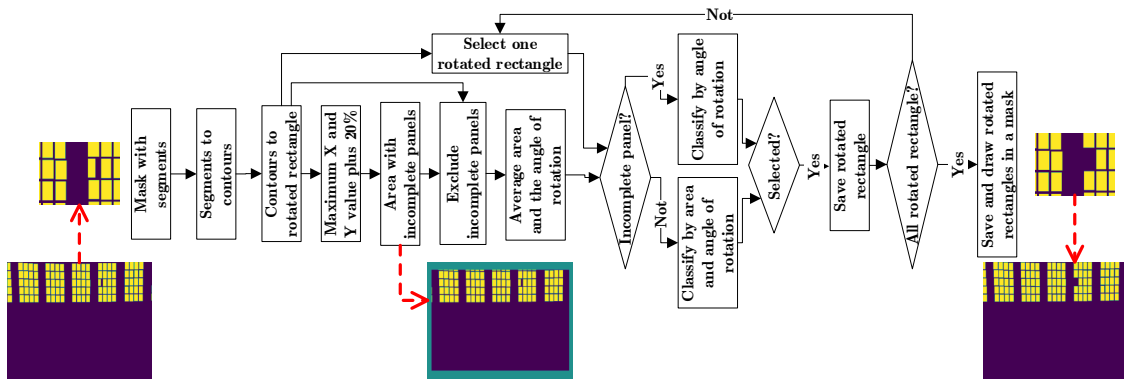 Not
Select one
rotated rectangle
Mask with
segments
Segments to
contours
Contours to
rotated rectangle
Maximum X and
Y value plus 20%
Area with
incomplete panels
Exclude
incomplete panels
Average area
and the angle of
rotation
Incomplete panel?
Yes
Classify by angle
of rotation
Not
Classify by area
and angle of
rotation
Selected?
Yes
Save rotated
rectangle
All rotated rectangle?
Yes
Save and draw rotated
rectangles in a mask